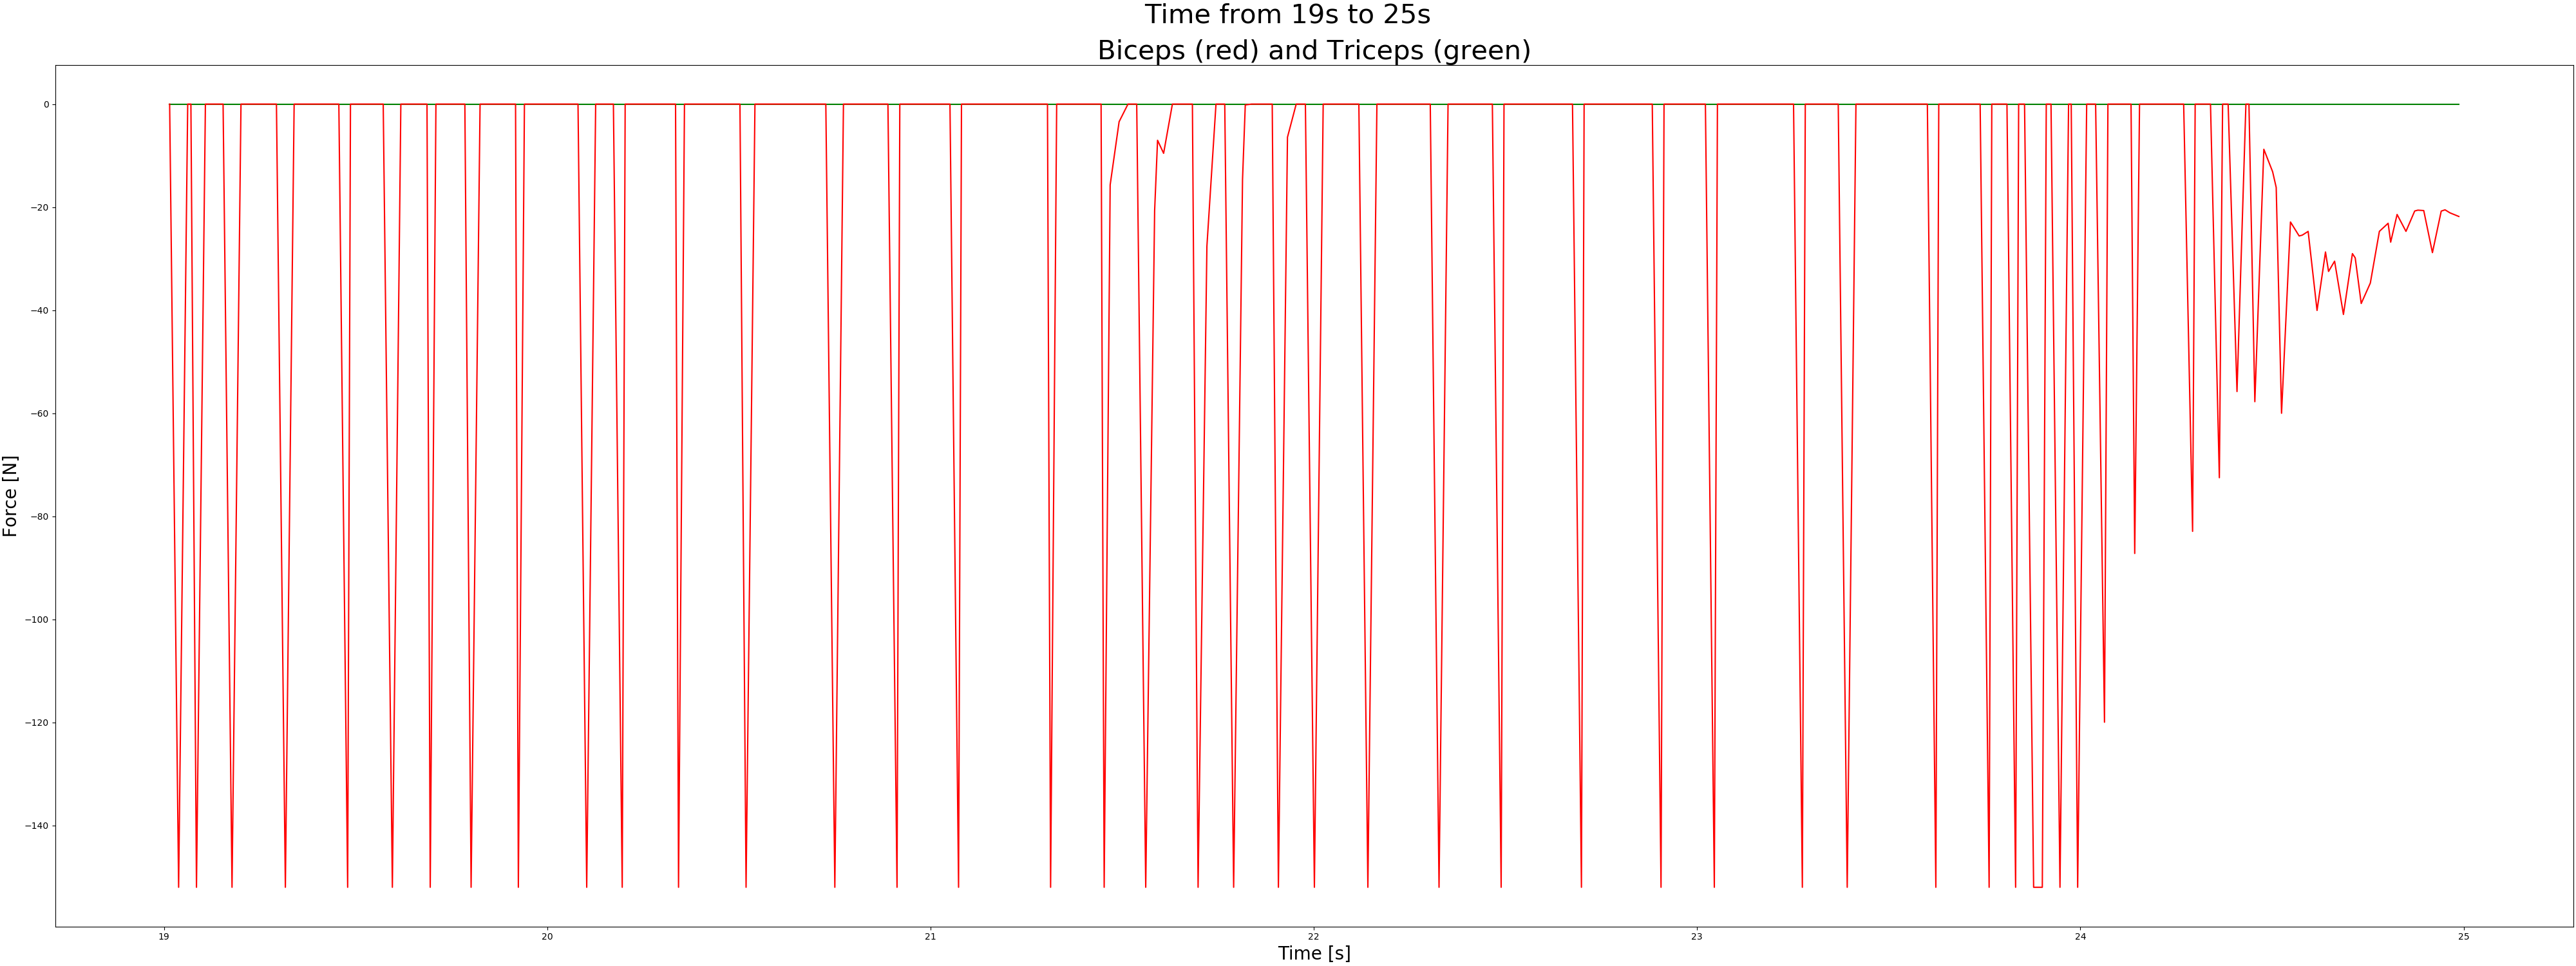 Time from 19s to 25s
Biceps (red) and Triceps (green)
0
−20
−40
−60
−80
−100
−120
−140
Force [N]
19 20 21 22 23 24 25
Time [s]